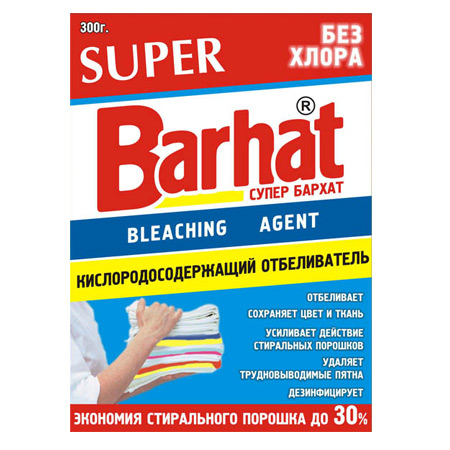 300г.
SUPER
БЕЗ
ХЛОРА
Barhat®
СУПЕР БАРХАТ
BLEACHING AGENT
КИСЛОРОДОСОДЕРЖАЩИЙ ОТБЕЛИВАТЕЛЬ
ОТБЕЛИВАЕТ
СОХРАНЯЕТ ЦВЕТ И ТКАНЬ
УСИЛИВАЕТ ДЕЙСТВИЕ
СТИРАЛЬНЫХ ПОРОШКОВ
УДАЛЯЕТ
ТРУДНОВЫВОДИМЫЕ ПЯТНА
ДЕЗИНФИЦИРУЕТ
ЭКОНОМИЯ СТИРАЛЬНОГО ПОРОШКА ДО 30%